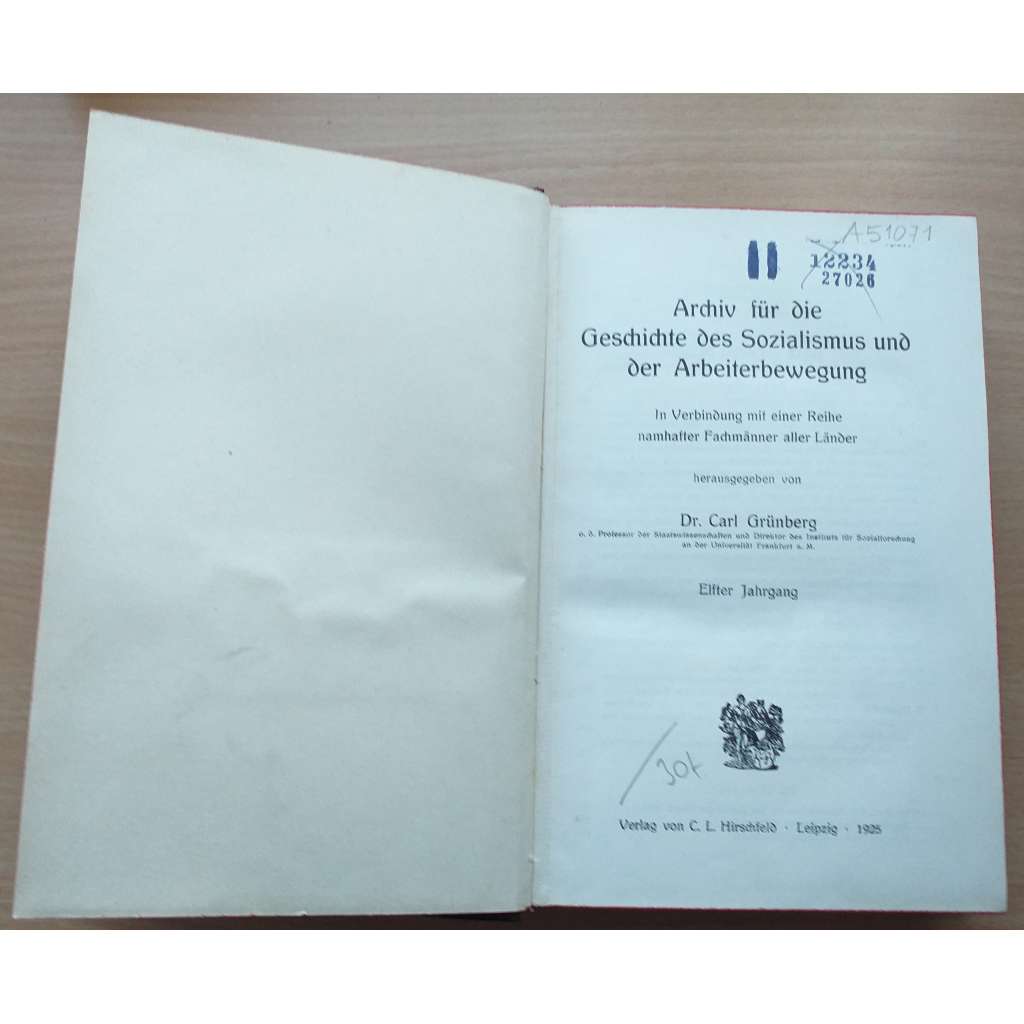 A51071
12234
27026
Archiv für die
Geschichte des Sozialismus und
der Arbeiterbewegung
In Verbindung mit einer Reihe
namhafter Fachmänner aller Länder
herausgegeben von
Dr. Carl Grünberg
o. ö. Professor der Staatswissenschaften und Direktor des Instituts für Sozialforschung
an der Universität Frankfurt a. M.
Elfter Jahrgang
Verlag von C. L. Hirschfeld · Leipzig · 1925